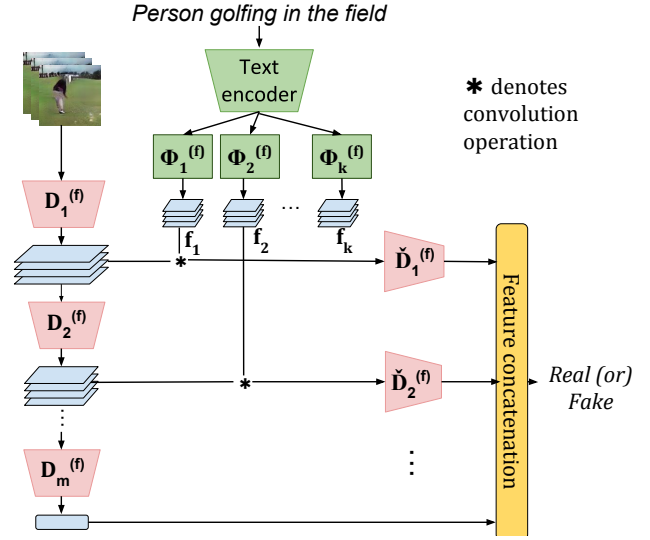 Person golfing in the field
Text
encoder
* denotes
convolution
operation
Φ₁⁽ᶠ⁾ Φ₂⁽ᶠ⁾ Φₖ⁽ᶠ⁾
D₁⁽ᶠ⁾
...
f₁ f₂ fₖ
*
Ď₁⁽ᶠ⁾
D₂⁽ᶠ⁾
*
Ď₂⁽ᶠ⁾
Feature concatenation
Real (or)
Fake
⋮
⋮
Dₘ⁽ᶠ⁾